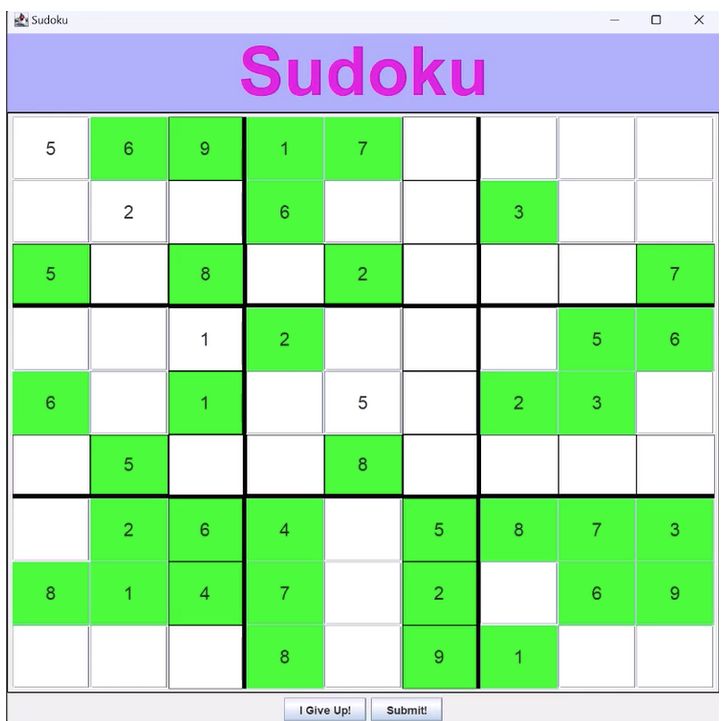 Sudoku
Sudoku
5 6 9 1 7
2 6 3
5 8 2 7
1 2 5 6
6 1 5 2 3
5 8
2 6 4 5 8 7 3
8 1 4 7 2 6 9
8 9 1
I Give Up! Submit!